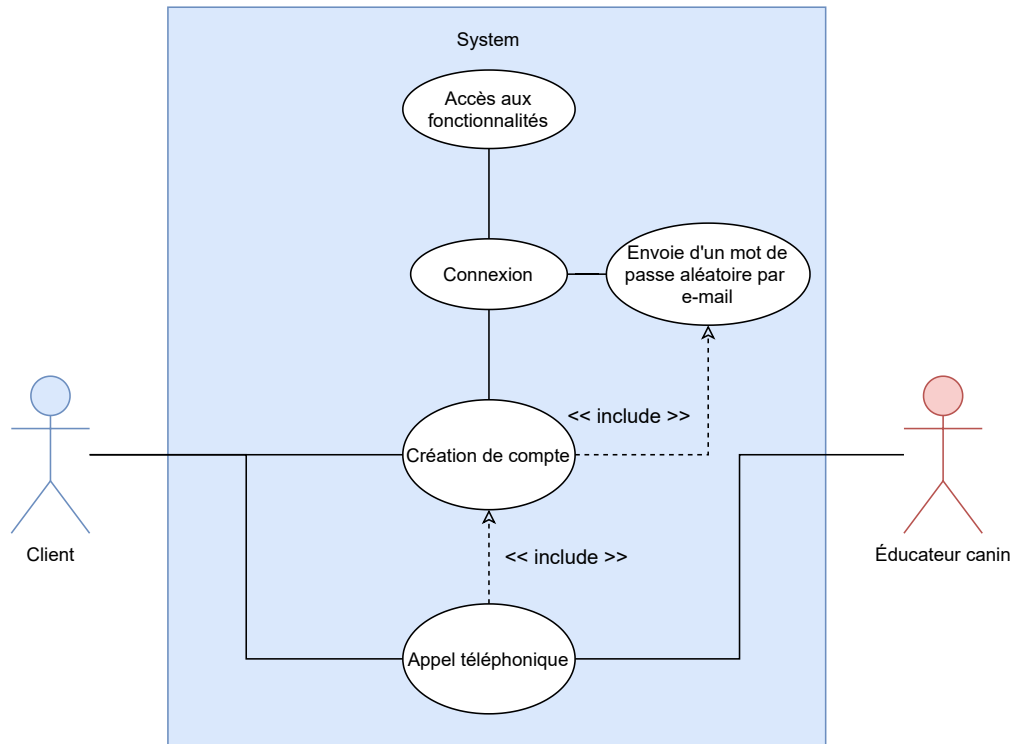 System
Accès aux
fonctionnalités
Connexion
Envoie d'un mot de
passe aléatoire par
e-mail
<< include >>
Création de compte
Client
Éducateur canin
<< include >>
Appel téléphonique